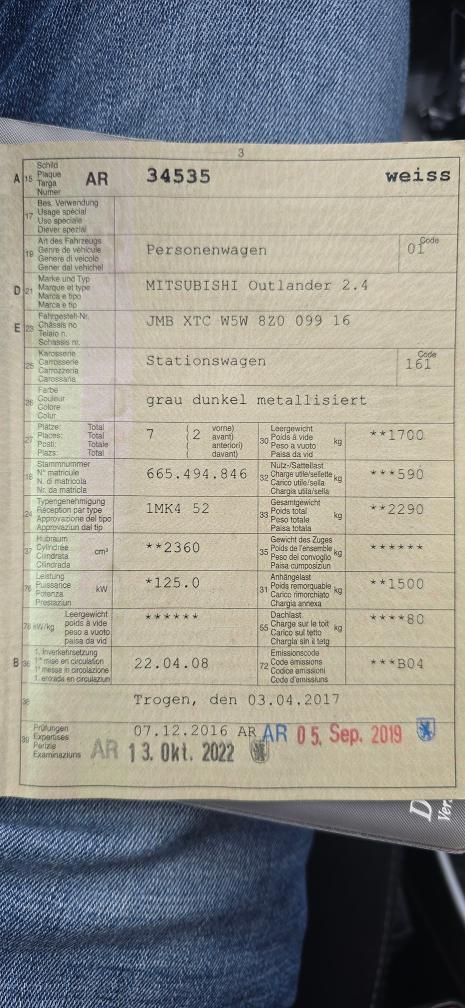 3
A 15 Schild Plaque Targa Numer AR 34535 weiss
17 Bes. Verwendung Usage spécial Uso speciale Diever spezial
19 Art des Fahrzeugs Genre de véhicule Genere di veicolo Gener dal vehichel Personenwagen Code 01
D 21 Marke und Typ Marque et type Marca e tipo Marca e tip MITSUBISHI Outlander 2.4
E 23 Fahrgestell-Nr. Châssis no Telaio n. Schassis nr. JMB XTC W5W 8Z0 099 16
25 Karosserie Carrosserie Carrozzeria Carossaria Stationswagen Code 161
26 Farbe Couleur Colore Colur grau dunkel metallisiert
27 Plätze: Total Places: Total Posti: Totale Plazs: Total 7 (2 vorne) avant) anteriori) davant) 30 Leergewicht Poids à vide Peso a vuoto Paisa da vid kg **1700
18 Stammnummer N° matricule N. di matricola Nr. da matricla 665.494.846 32 Nutz-/Sattellast Charge utile/sellette Carico utile/sella Chargia utila/sella kg ***590
24 Typengenehmigung Réception par type Approvazione del tipo Approvaziun dal tip 1MK4 52 33 Gesamtgewicht Poids total Peso totale Paisa totala kg **2290
37 Hubraum Cylindrée Cilindrata Cilindrada cm³ **2360 35 Gewicht des Zuges Poids de l'ensemble Peso del convoglio Paisa cumposiziun kg ******
76 Leistung Puissance Potenza Prestaziun kW *125.0 31 Anhängelast Poids remorquable Carico rimorchiato Chargia annexa kg **1500
78 kW/kg Leergewicht poids à vuoto peso a vuoto paisa da vid ****** 55 Dachlast Charge sur le toit Carico sul tetto Chargia sin il tetg kg ****80
B 36 1. Inverkehrsetzung 1re mise en circulation 1a messa in circolazione 1. entrada en circulaziun 22.04.08 72 Emissionscode Code émissions Codice emissioni Code d'emissiuns ***B04
38 Trogen, den 03.04.2017
39 Prüfungen Expertises Perizie Examinaziuns 07.12.2016 AR AR 05. Sep. 2019
AR 13. Okt. 2022